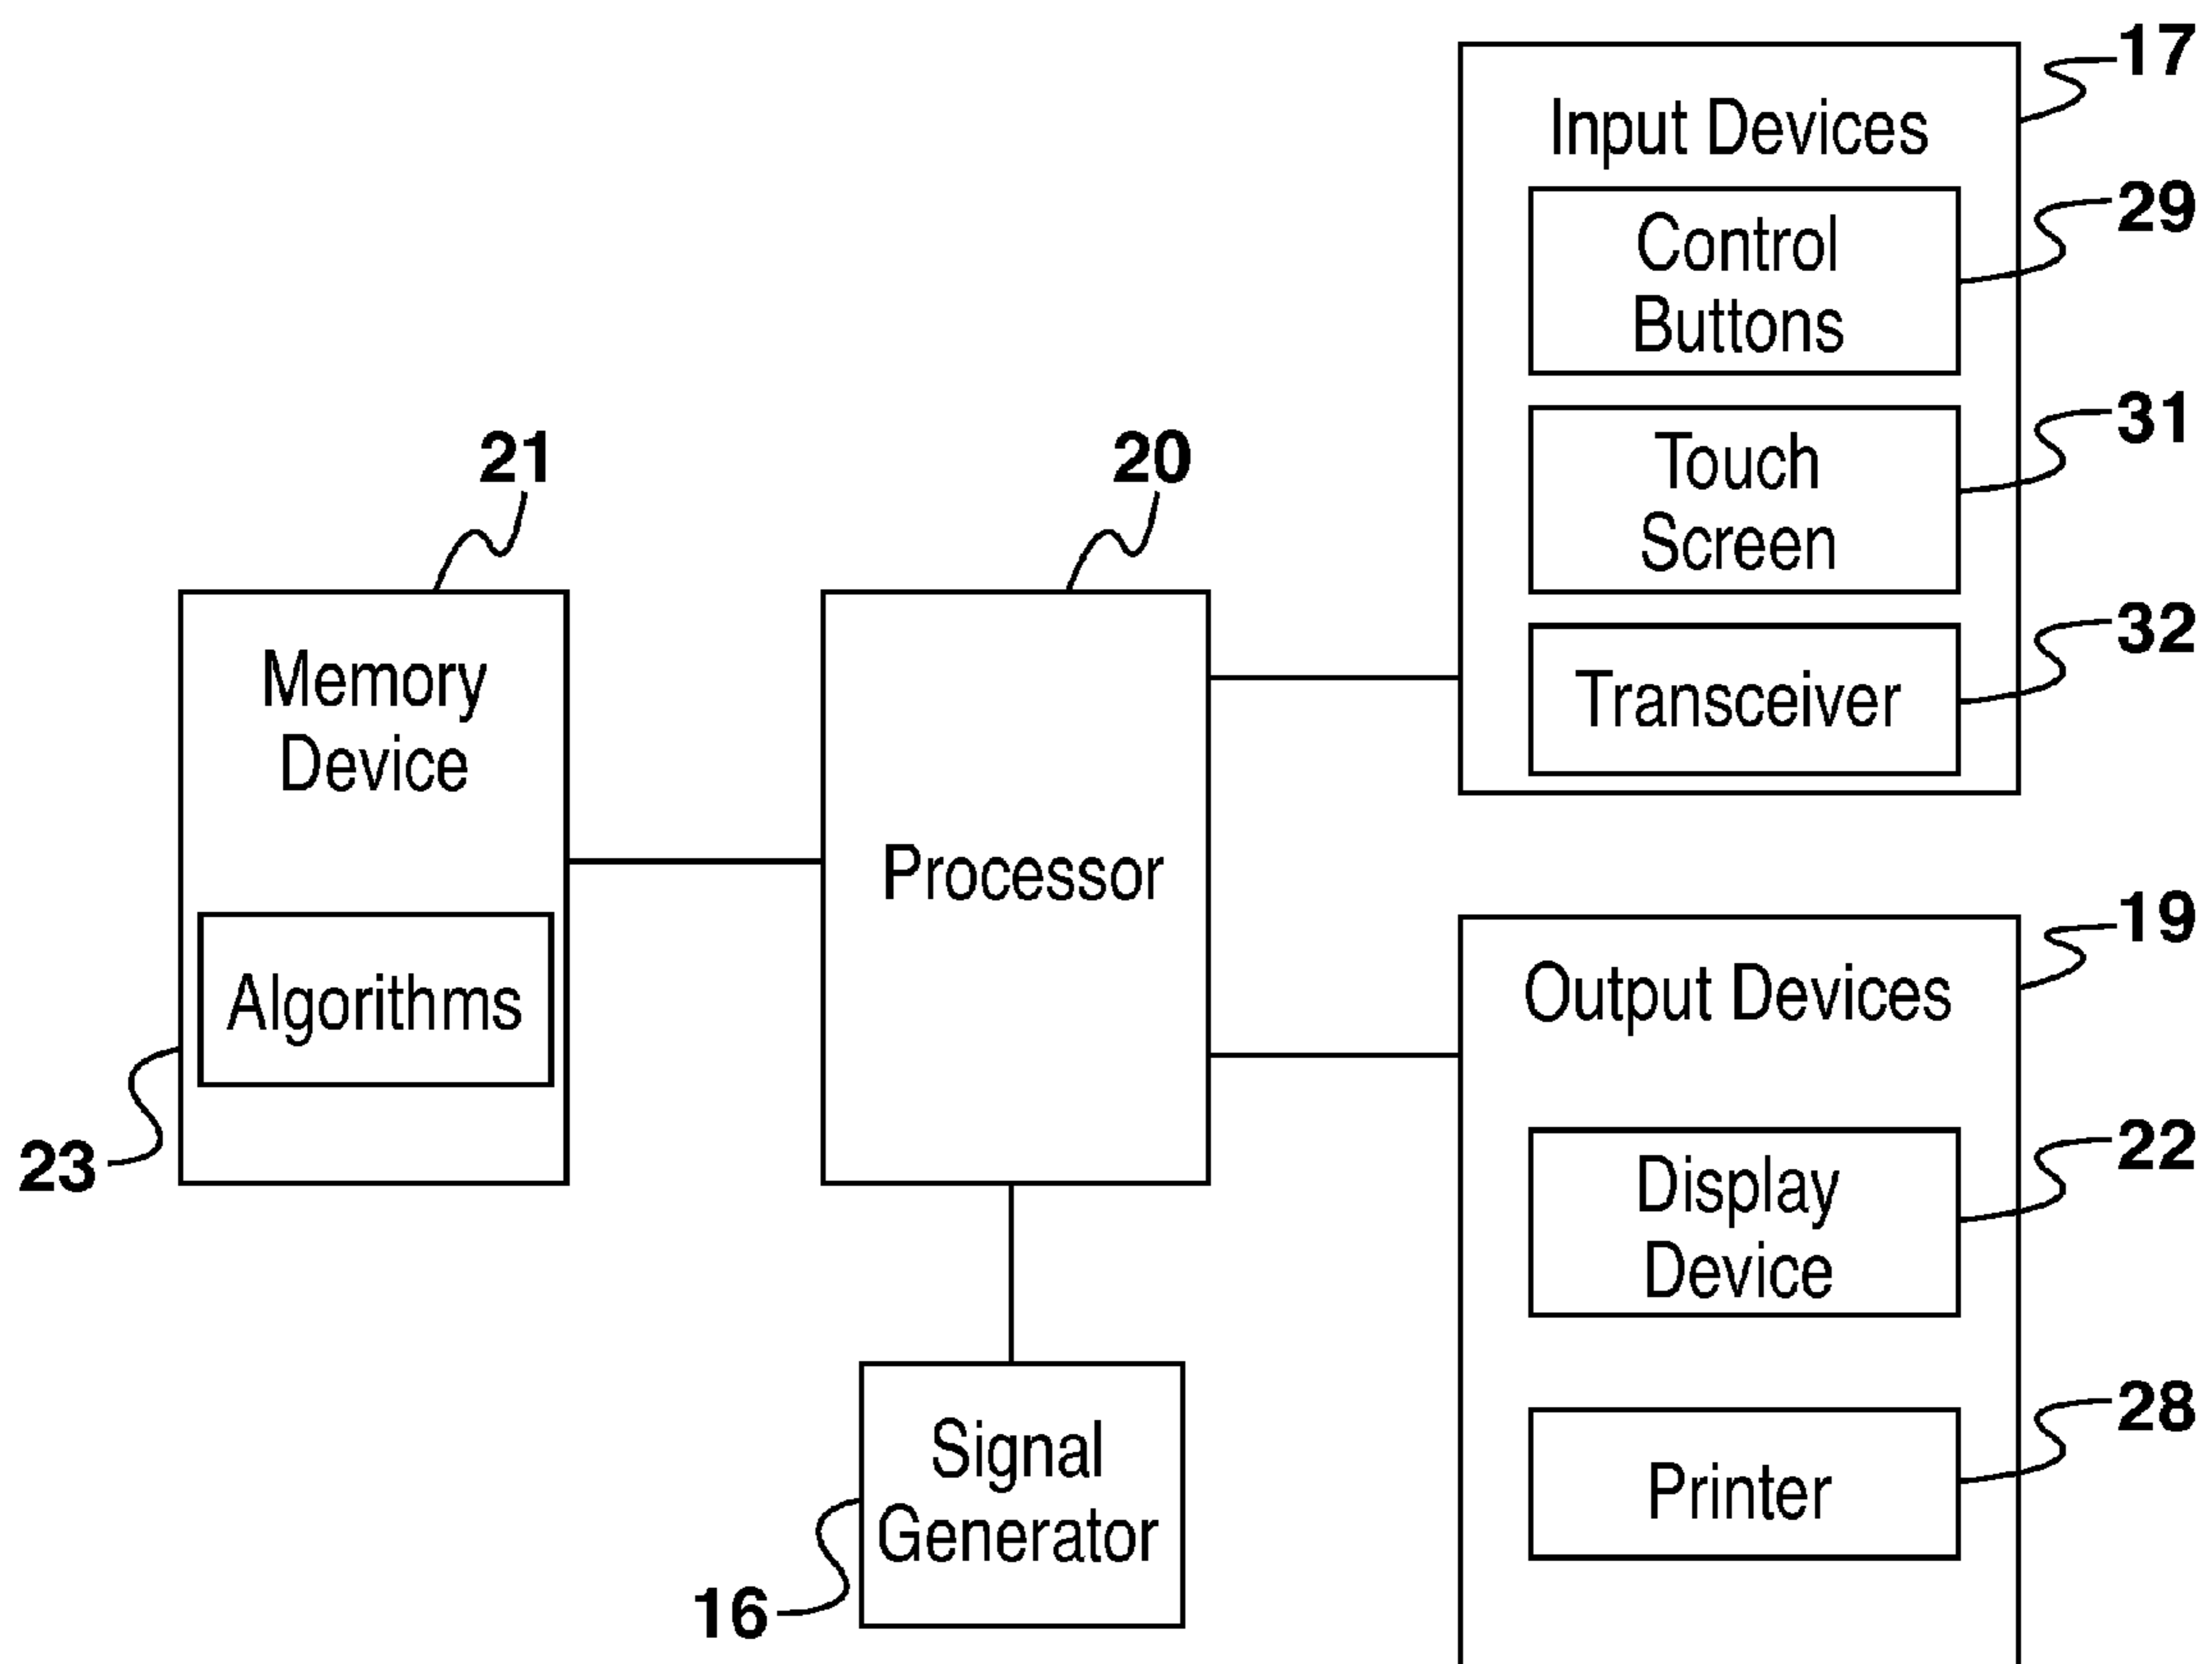 17
Input Devices
29
Control
Buttons
31
Touch
Screen
32
Transceiver
21
20
Memory
Device
Processor
Algorithms
23
19
Output Devices
22
Display
Device
28
Printer
Signal
Generator
16